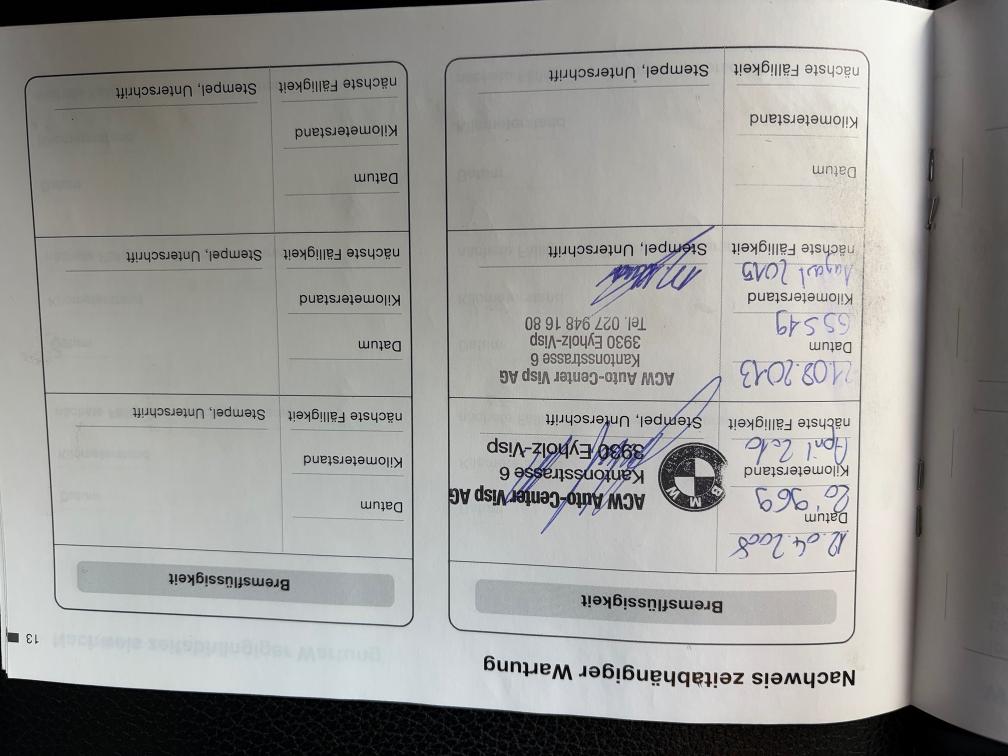 Nachweis zeitabhängiger Wartung
Bremsflüssigkeit
12.04.2008
Datum
20'969
Kilometerstand
April 2010
nächste Fälligkeit
BMW
ACW Auto-Center Visp AG
Kantonsstrasse 6
3930 Eyholz-Visp
Stempel, Unterschrift
21.08.2013
Datum
65519
Kilometerstand
August 2015
nächste Fälligkeit
ACW Auto-Center Visp AG
Kantonsstrasse 6
3930 Eyholz-Visp
Tel. 027 948 16 80
Stempel, Unterschrift
Datum
Kilometerstand
nächste Fälligkeit
Stempel, Unterschrift
Bremsflüssigkeit
Datum
Kilometerstand
nächste Fälligkeit
Stempel, Unterschrift
Datum
Kilometerstand
nächste Fälligkeit
Stempel, Unterschrift
Datum
Kilometerstand
nächste Fälligkeit
Stempel, Unterschrift
13